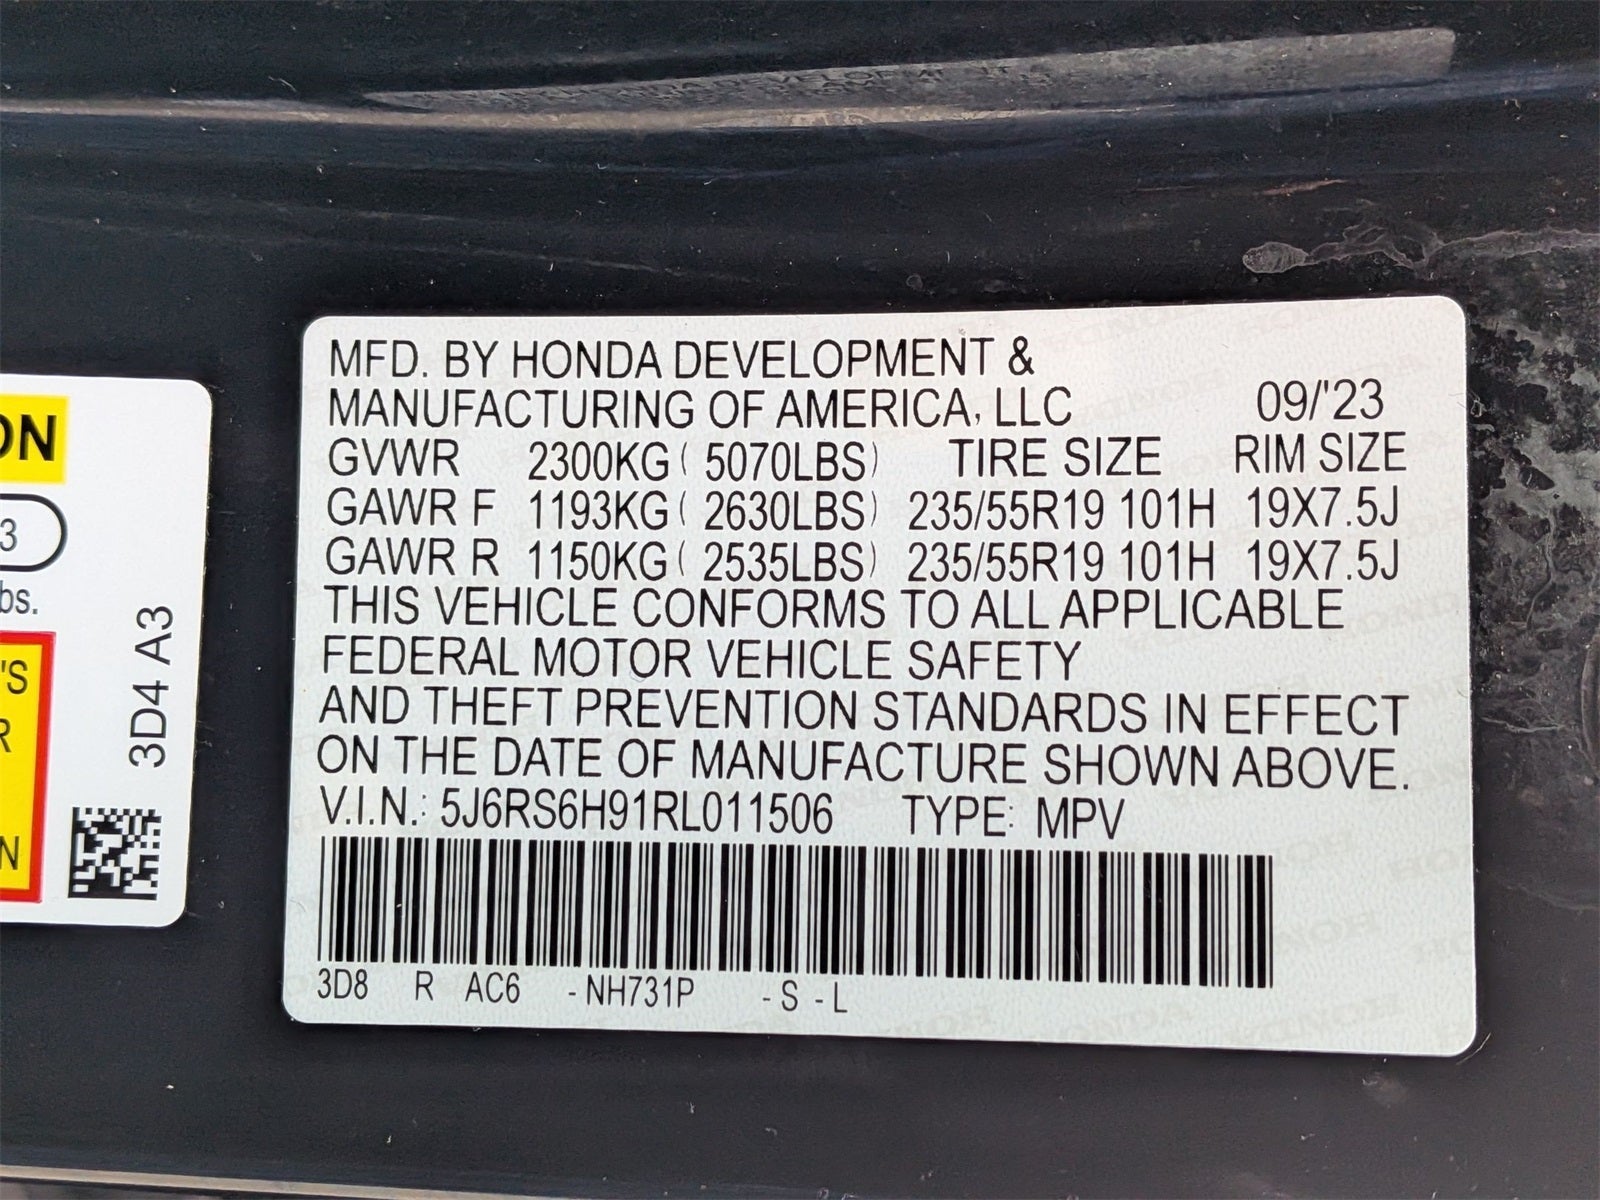 MFD. BY HONDA DEVELOPMENT &
MANUFACTURING OF AMERICA, LLC 09/'23
GVWR 2300KG ( 5070LBS) TIRE SIZE RIM SIZE
GAWR F 1193KG ( 2630LBS) 235/55R19 101H 19X7.5J
GAWR R 1150KG ( 2535LBS) 235/55R19 101H 19X7.5J
THIS VEHICLE CONFORMS TO ALL APPLICABLE
FEDERAL MOTOR VEHICLE SAFETY
AND THEFT PREVENTION STANDARDS IN EFFECT
ON THE DATE OF MANUFACTURE SHOWN ABOVE.
V.I.N.: 5J6RS6H91RL011506 TYPE: MPV
3D8 R AC6 -NH731P -S -L
ON
3
bs.
'S
R
N
3D4 A3